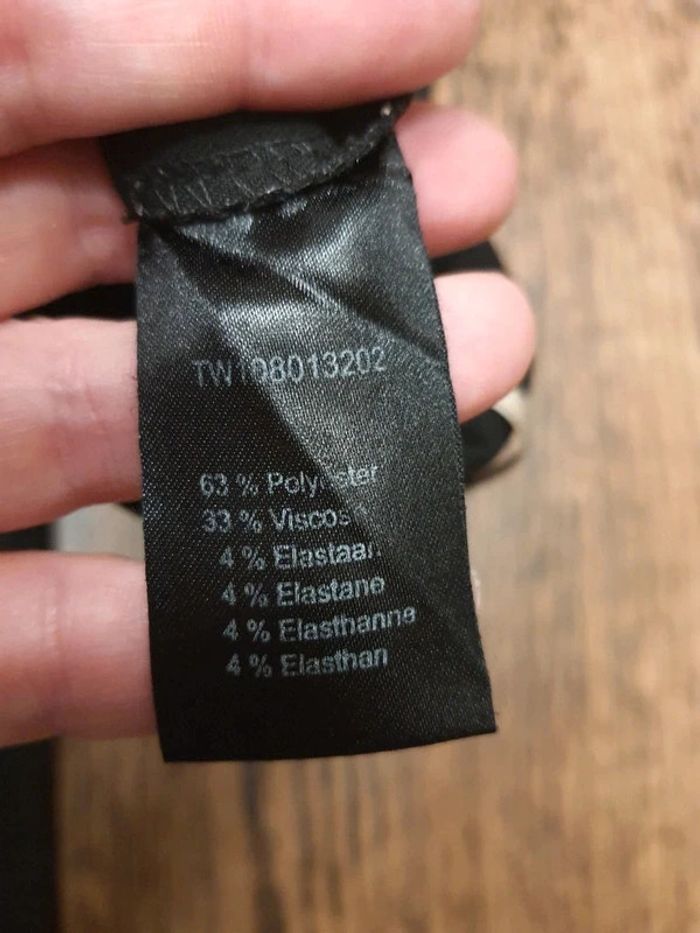 TW108013202
63 % Polyester
33 % Viscose
4 % Elastaan
4 % Elastane
4 % Elasthanne
4 % Elasthan